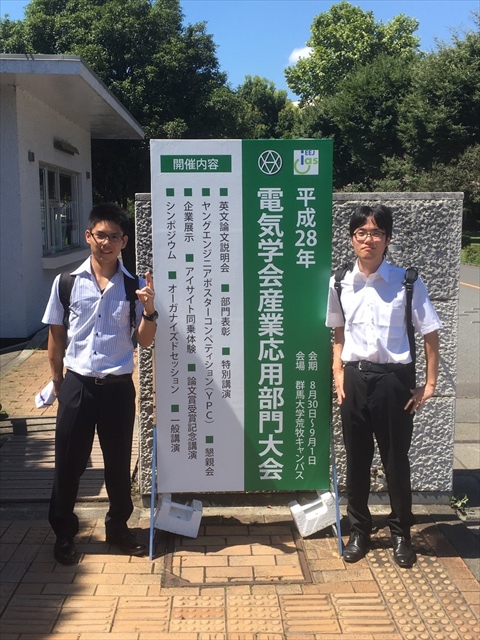 平成28年
電気学会産業応用部門大会
会期 8月30日~9月1日
会場 群馬大学荒牧キャンパス
IEEJ
ias
開催内容
■英文論文説明会 ■部門表彰 ■特別講演
■ヤングエンジニアポスターコンペティション(YPC) ■懇親会
■企業展示 ■アイサイト同乗体験 ■論文賞受賞記念講演
■シンポジウム ■オーガナイズドセッション ■一般講演